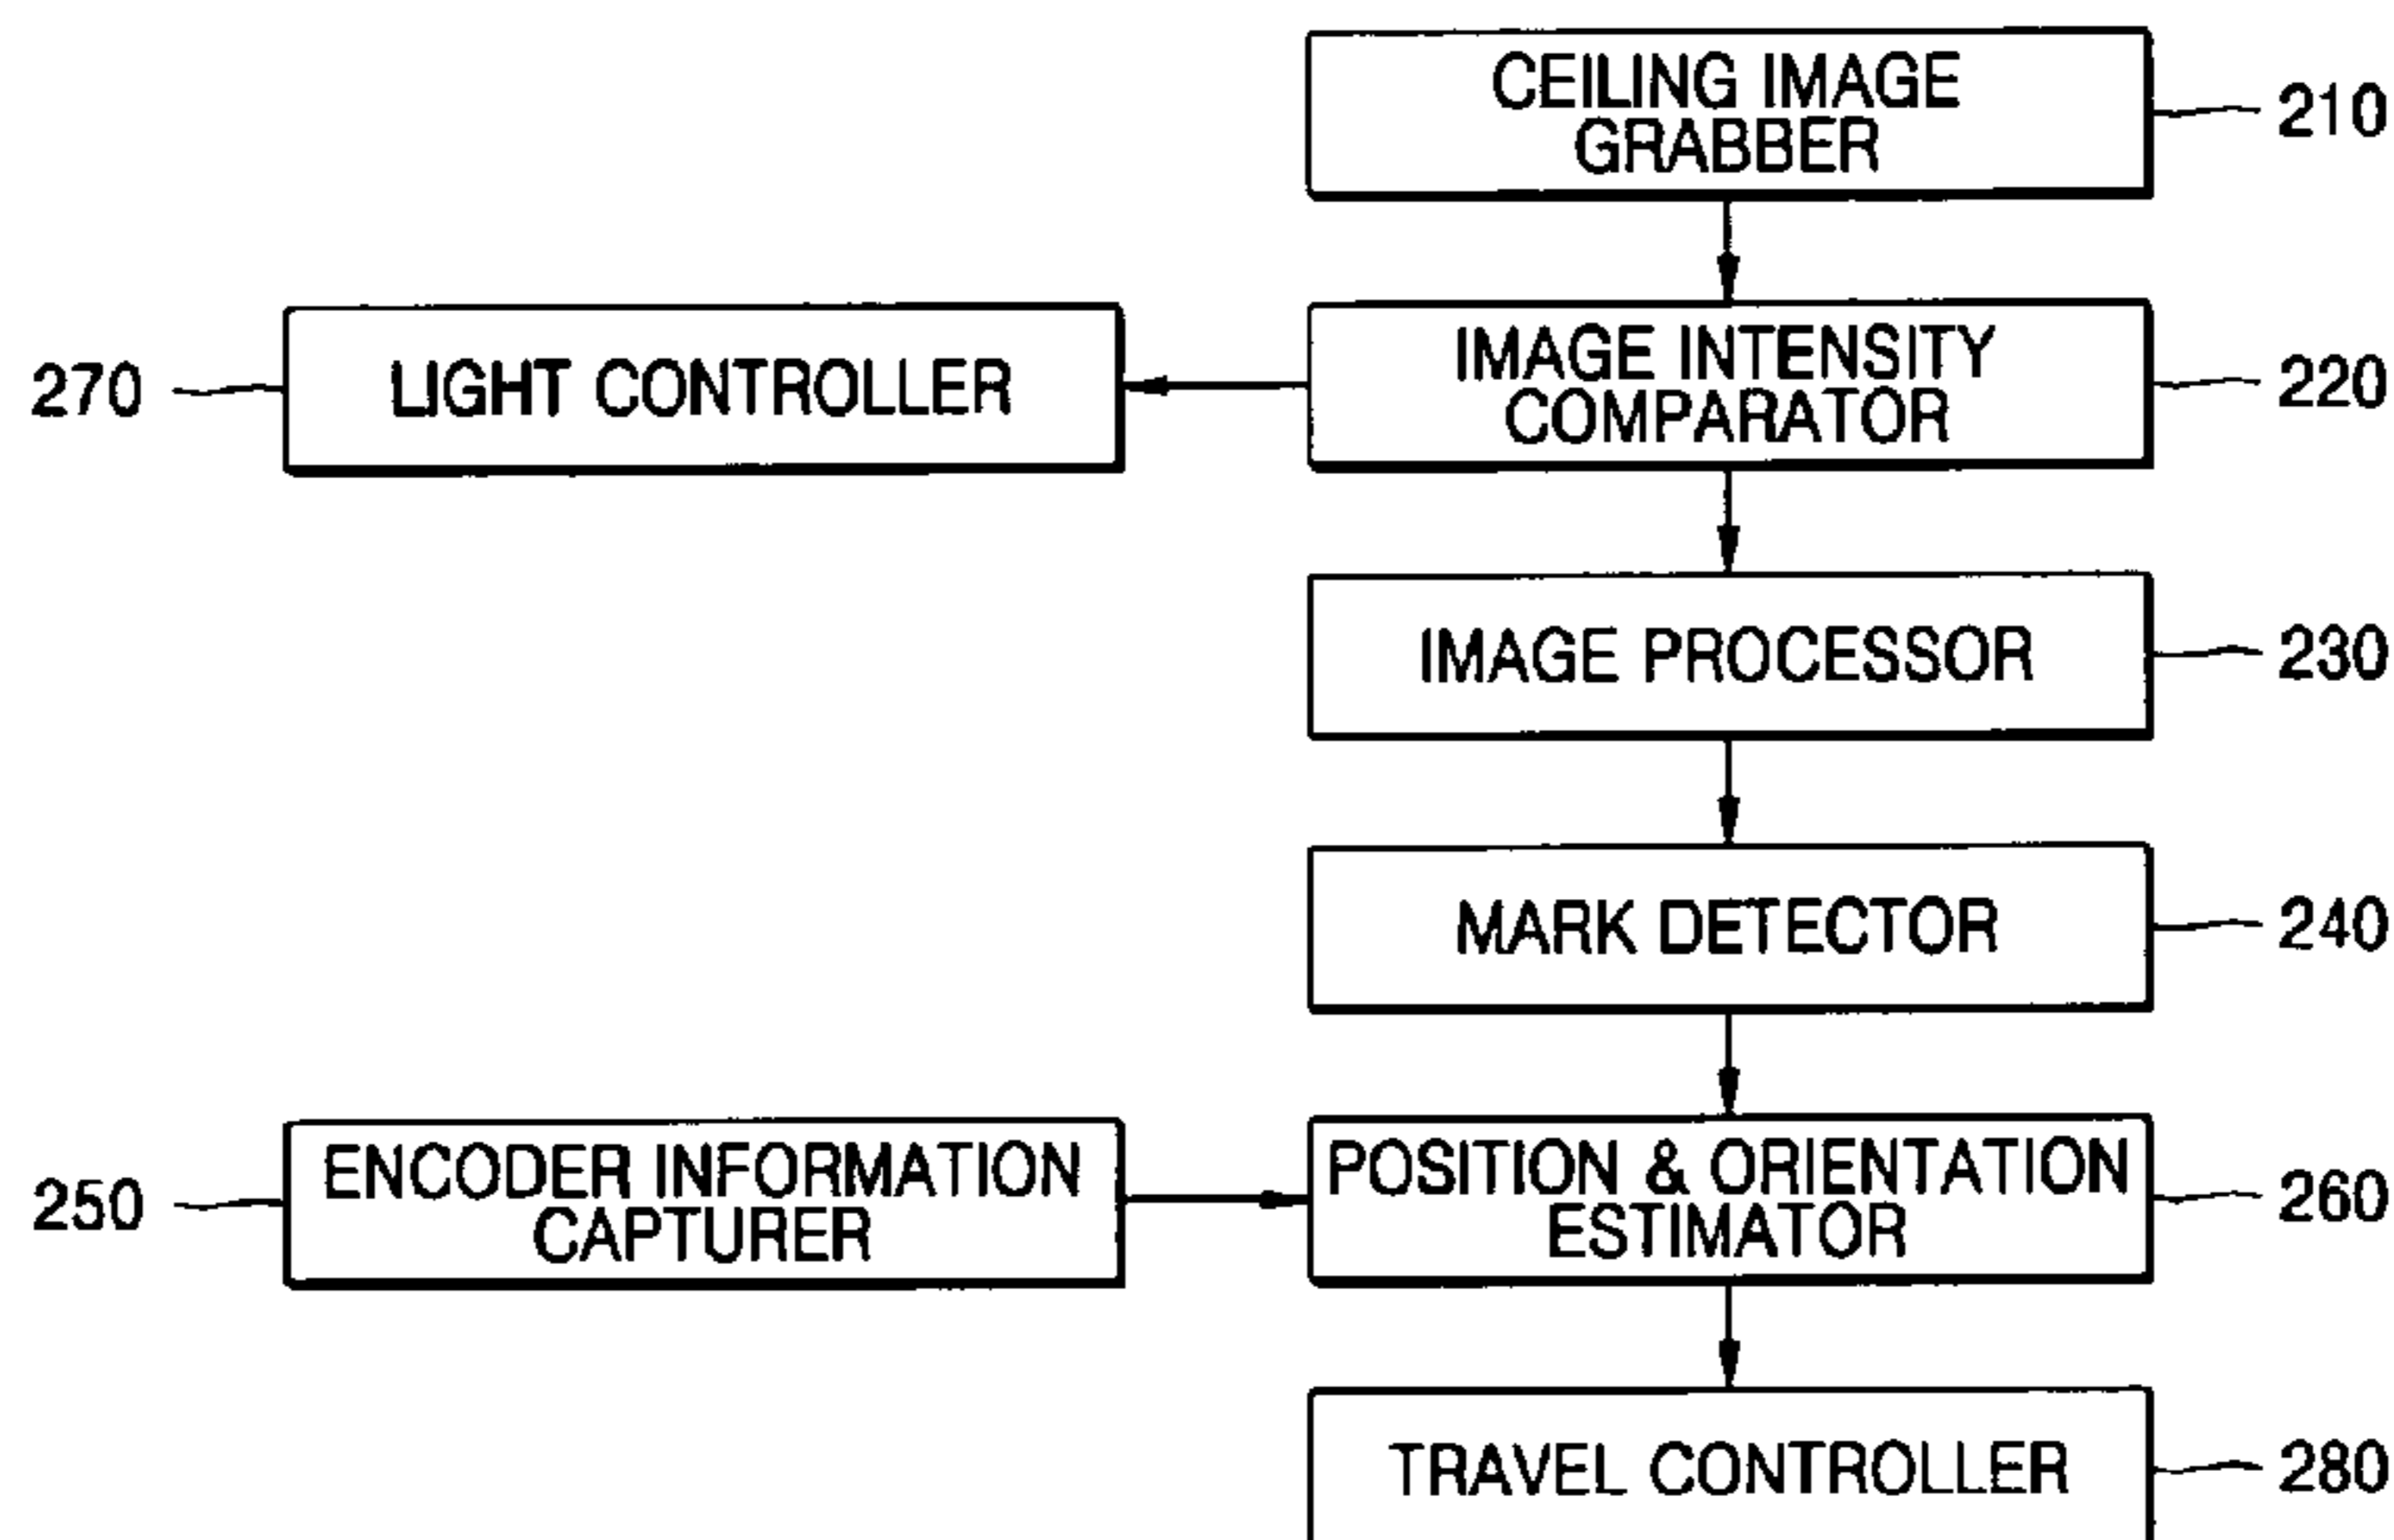 CEILING IMAGE
GRABBER
210
270
LIGHT CONTROLLER
IMAGE INTENSITY
COMPARATOR
220
IMAGE PROCESSOR
230
MARK DETECTOR
240
250
ENCODER INFORMATION
CAPTURER
POSITION & ORIENTATION
ESTIMATOR
260
TRAVEL CONTROLLER
280